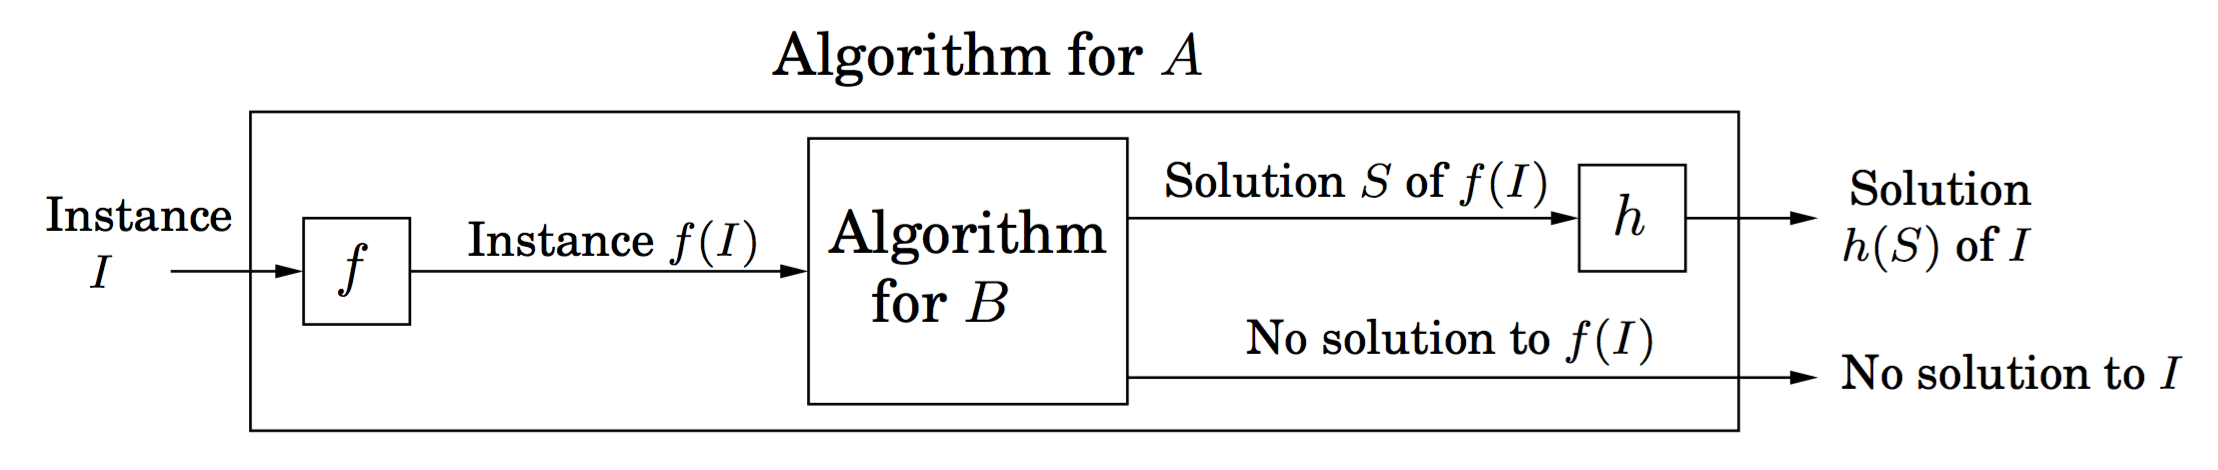 Algorithm for A
Instance
I
f
Instance f(I)
Algorithm
for B
Solution S of f(I)
h
Solution
h(S) of I
No solution to f(I)
No solution to I